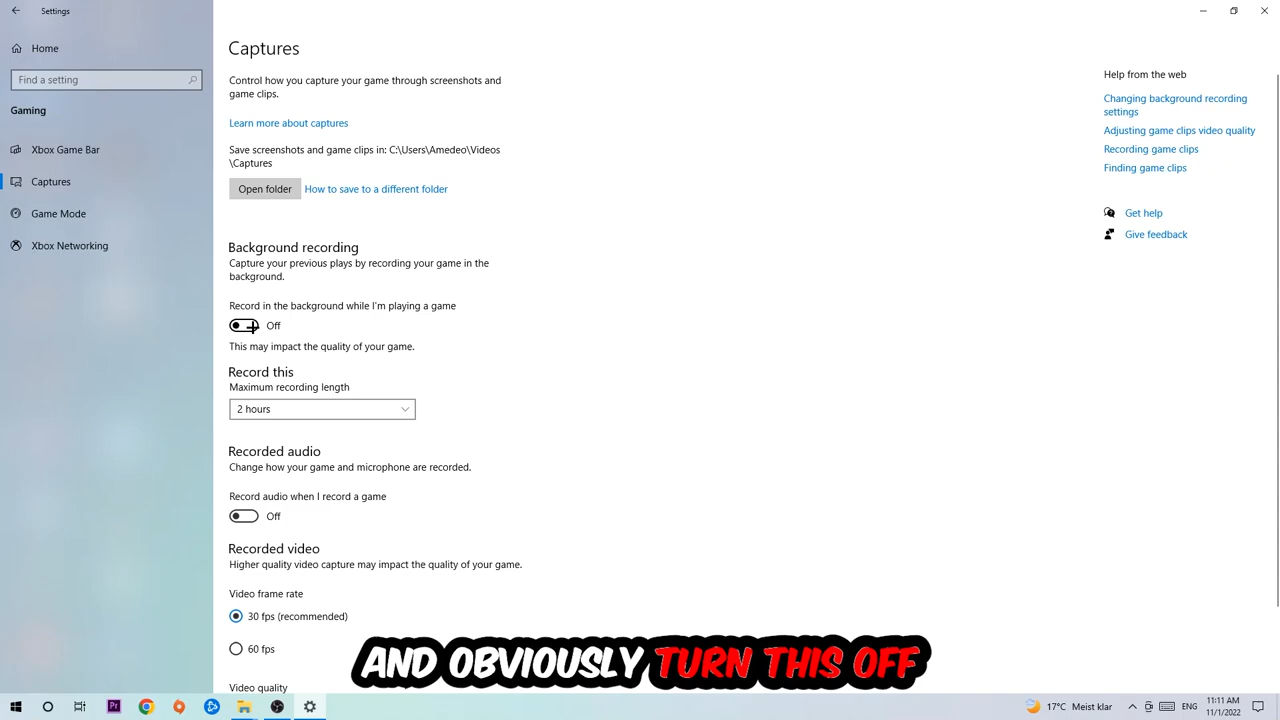 Settings
Home
Find a setting
Gaming
Xbox Game Bar
Captures
Game Mode
Xbox Networking
Captures
Control how you capture your game through screenshots and
game clips.
Learn more about captures
Save screenshots and game clips in: C:\Users\Amedeo\Videos
\Captures
Open folder
How to save to a different folder
Background recording
Capture your previous plays by recording your game in the
background.
Record in the background while I'm playing a game
Off
This may impact the quality of your game.
Record this
Maximum recording length
2 hours
Recorded audio
Change how your game and microphone are recorded.
Record audio when I record a game
Off
Recorded video
Higher quality video capture may impact the quality of your game.
Video frame rate
30 fps (recommended)
60 fps
Video quality
Help from the web
Changing background recording
settings
Adjusting game clips video quality
Recording game clips
Finding game clips
Get help
Give feedback
AND OBVIOUSLY TURN THIS OFF
Pr
17°C Meist klar
ENG
11:11 AM
11/1/2022